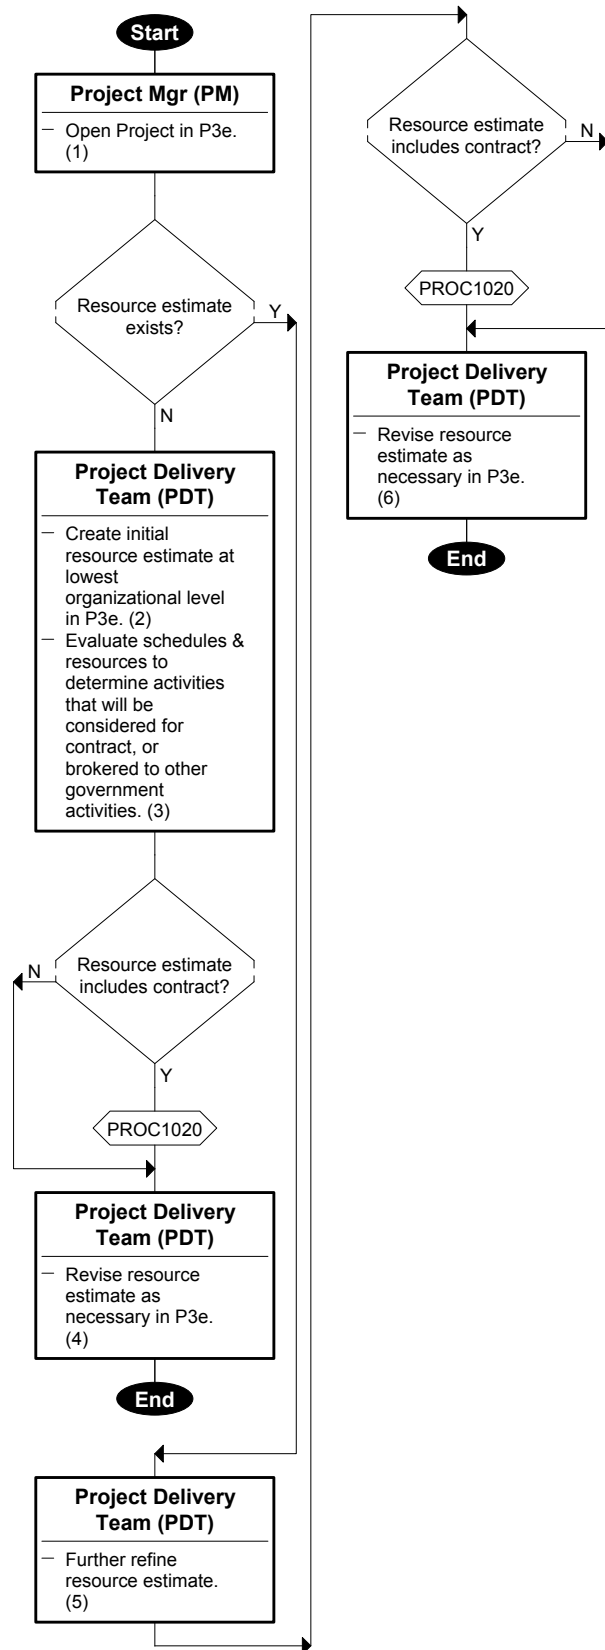 Start
Project Mgr (PM)
— Open Project in P3e.
(1)
Resource estimate
exists?
Y
N
Project Delivery
Team (PDT)
— Create initial
resource estimate at
lowest
organizational level
in P3e. (2)
— Evaluate schedules &
resources to
determine activities
that will be
considered for
contract, or
brokered to other
government
activities. (3)
Resource estimate
includes contract?
N
Y
PROC1020
Project Delivery
Team (PDT)
— Revise resource
estimate as
necessary in P3e.
(4)
End
Project Delivery
Team (PDT)
— Further refine
resource estimate.
(5)
Resource estimate
includes contract?
N
Y
PROC1020
Project Delivery
Team (PDT)
— Revise resource
estimate as
necessary in P3e.
(6)
End